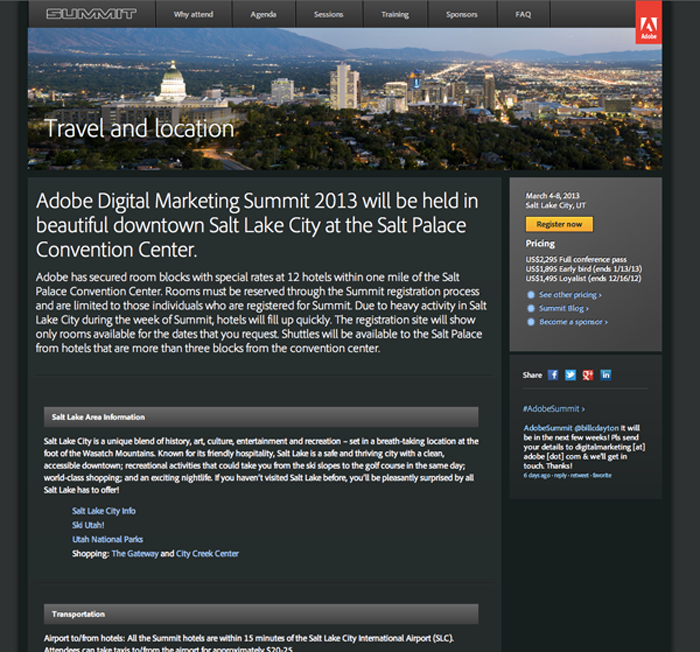 SUMMIT
Why attend
Agenda
Sessions
Training
Sponsors
FAQ
Adobe
Travel and location
Adobe Digital Marketing Summit 2013 will be held in
beautiful downtown Salt Lake City at the Salt Palace
Convention Center.
Adobe has secured room blocks with special rates at 12 hotels within one mile of the Salt
Palace Convention Center. Rooms must be reserved through the Summit registration process
and are limited to those individuals who are registered for Summit. Due to heavy activity in Salt
Lake City during the week of Summit, hotels will fill up quickly. The registration site will show
only rooms available for the dates that you request. Shuttles will be available to the Salt Palace
from hotels that are more than three blocks from the convention center.
Salt Lake Area Information
Salt Lake City is a unique blend of history, art, culture, entertainment and recreation – set in a breath-taking location at the
foot of the Wasatch Mountains. Known for its friendly hospitality, Salt Lake is a safe and thriving city with a clean,
accessible downtown; recreational activities that could take you from the ski slopes to the golf course in the same day;
world-class shopping; and an exciting nightlife. If you haven't visited Salt Lake before, you'll be pleasantly surprised by all
Salt Lake has to offer!
Salt Lake City Info
Ski Utah!
Utah National Parks
Shopping: The Gateway and City Creek Center
Transportation
Airport to/from hotels: All the Summit hotels are within 15 minutes of the Salt Lake City International Airport (SLC).
Attendees can take taxis to/from the airport for approximately $20-25.
March 4-8, 2013
Salt Lake City, UT
Register now
Pricing
US$2,295 Full conference pass
US$1,895 Early bird (ends 1/13/13)
US$1,495 Loyalist (ends 12/16/12)
See other pricing ›
Summit Blog ›
Become a sponsor ›
Share
#AdobeSummit ›
AdobeSummit @billcdayton It will
be in the next few weeks! Pls send
your details to digitalmarketing [at]
adobe [dot] com & we'll get in
touch. Thanks!
6 days ago · reply · retweet · favorite